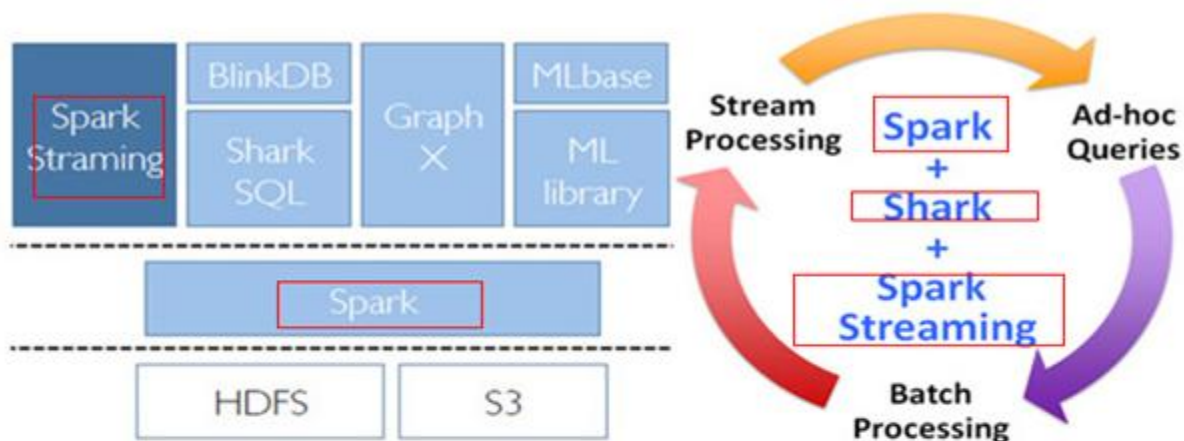 Spark
Straming
BlinkDB
Shark
SQL
Graph
X
MLbase
ML
library
Spark
HDFS
S3
Stream
Processing
Ad-hoc
Queries
Spark
+
Shark
+
Spark
Streaming
Batch
Processing